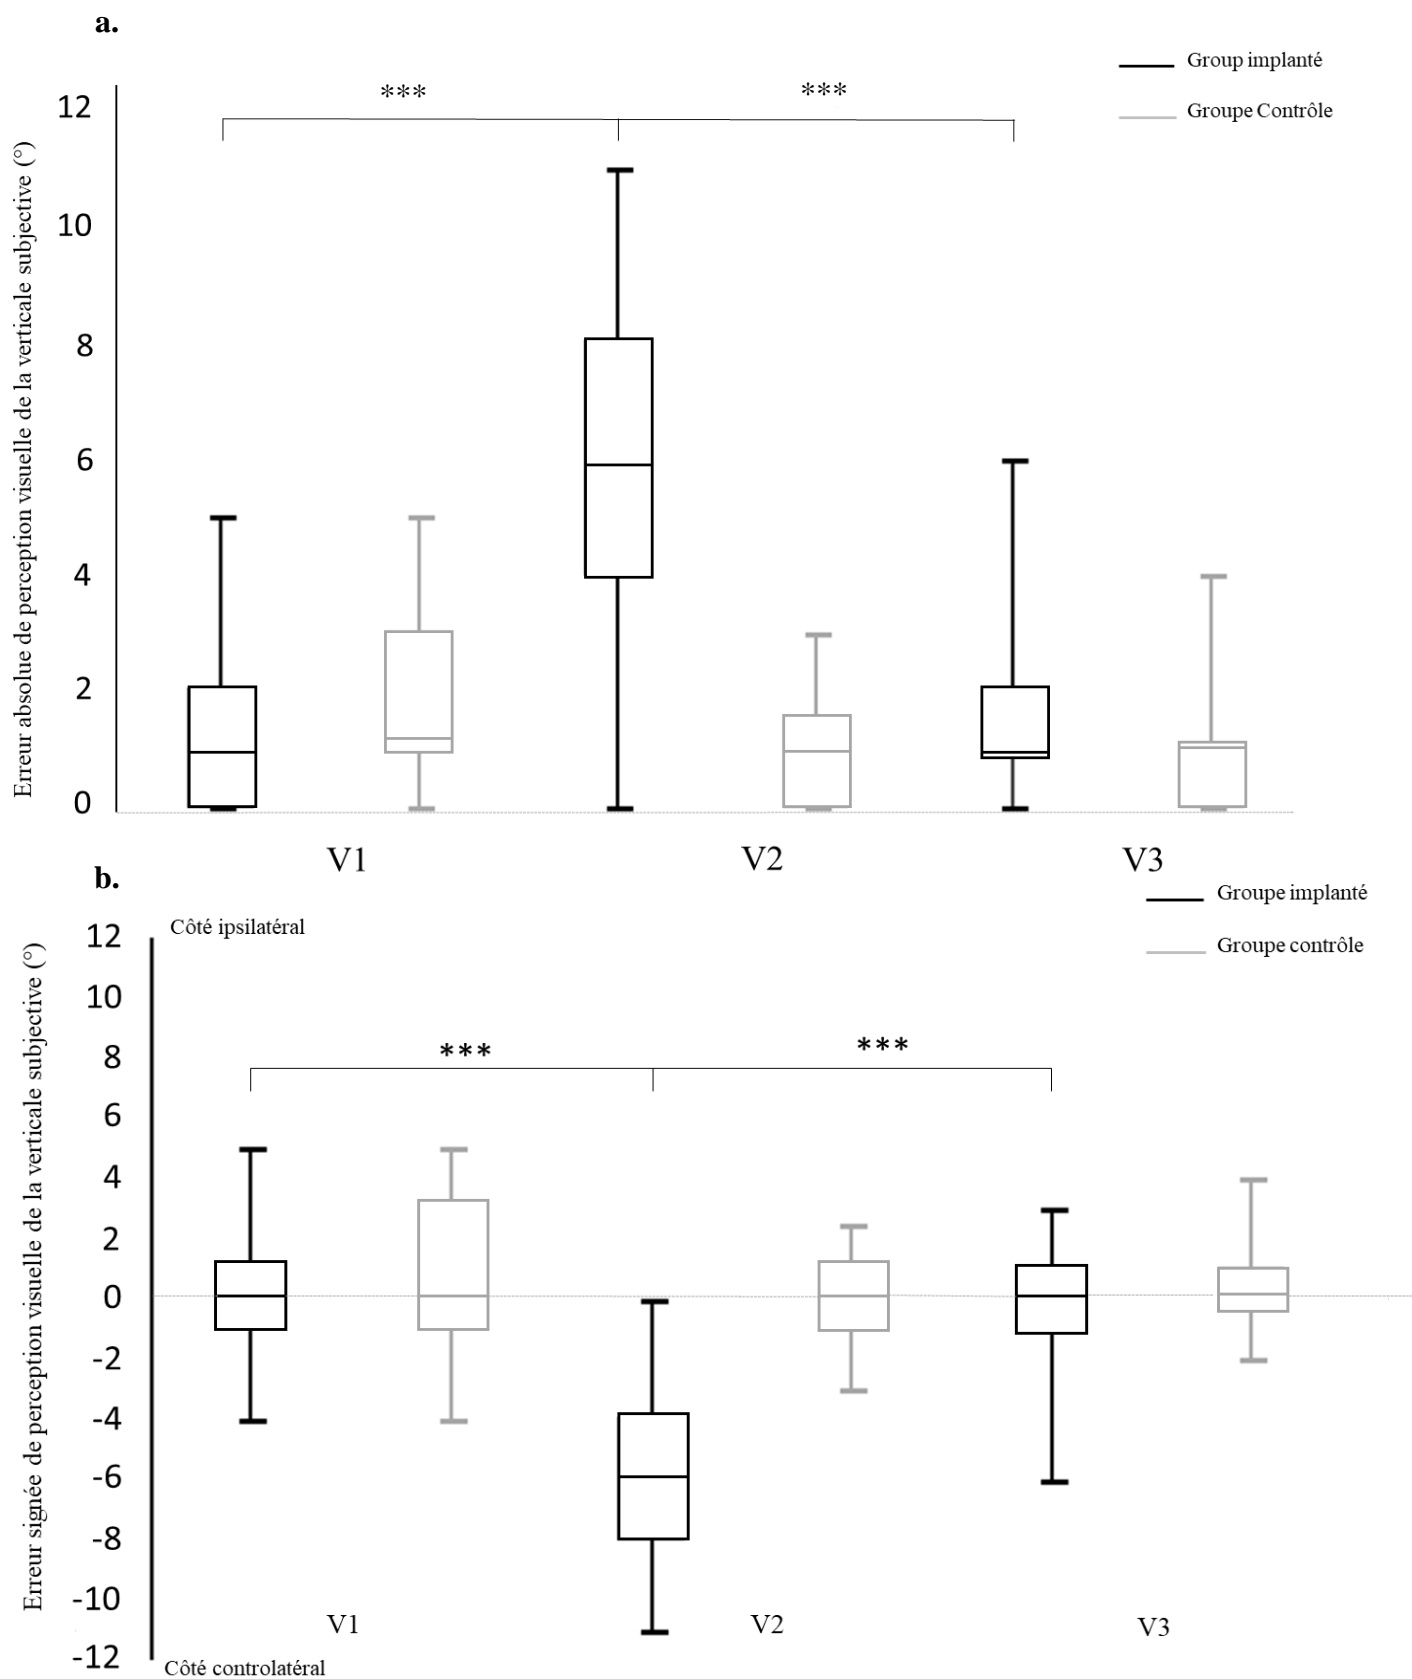 a.
Group implanté
Groupe Contrôle
***
***
Erreur absolue de perception visuelle de la verticale subjective (°)
12
10
8
6
4
2
0
V1
V2
V3
b.
Groupe implanté
Groupe contrôle
Côté ipsilatéral
***
***
Erreur signée de perception visuelle de la verticale subjective (°)
12
10
8
6
4
2
0
-2
-4
-6
-8
-10
-12
V1
V2
V3
Côté controlatéral